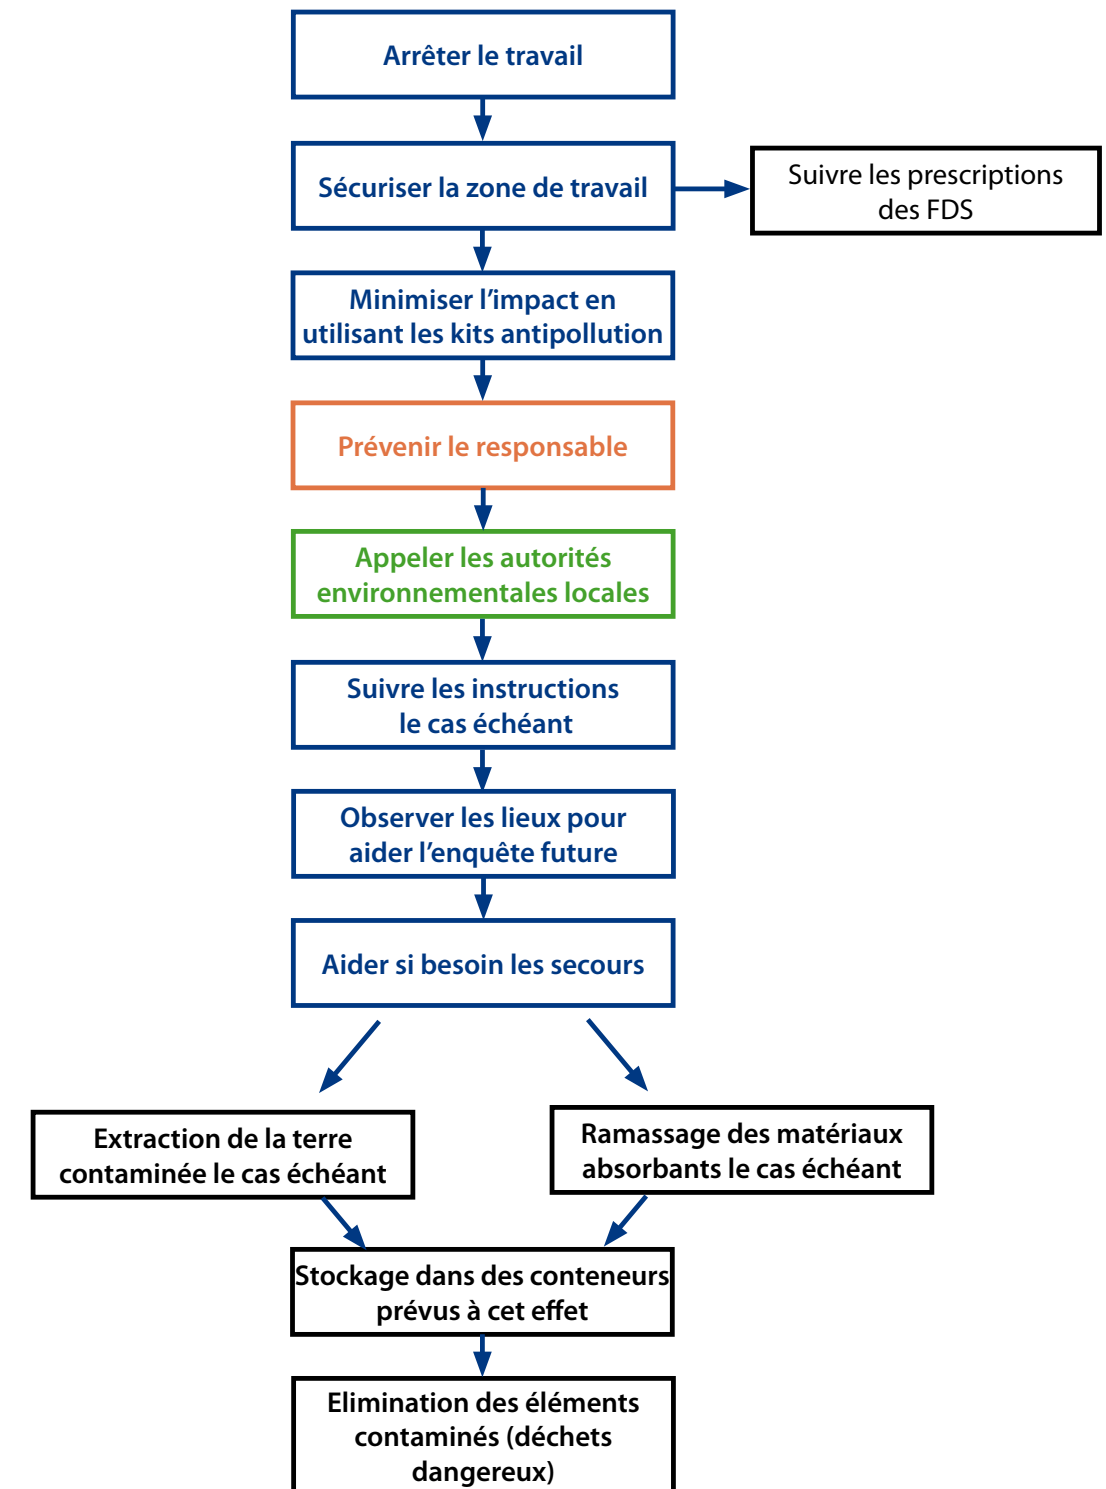 Arrêter le travail
Sécuriser la zone de travail
Suivre les prescriptions
des FDS
Minimiser l’impact en
utilisant les kits antipollution
Prévenir le responsable
Appeler les autorités
environnementales locales
Suivre les instructions
le cas échéant
Observer les lieux pour
aider l’enquête future
Aider si besoin les secours
Extraction de la terre
contaminée le cas échéant
Ramassage des matériaux
absorbants le cas échéant
Stockage dans des conteneurs
prévus à cet effet
Elimination des éléments
contaminés (déchets
dangereux)